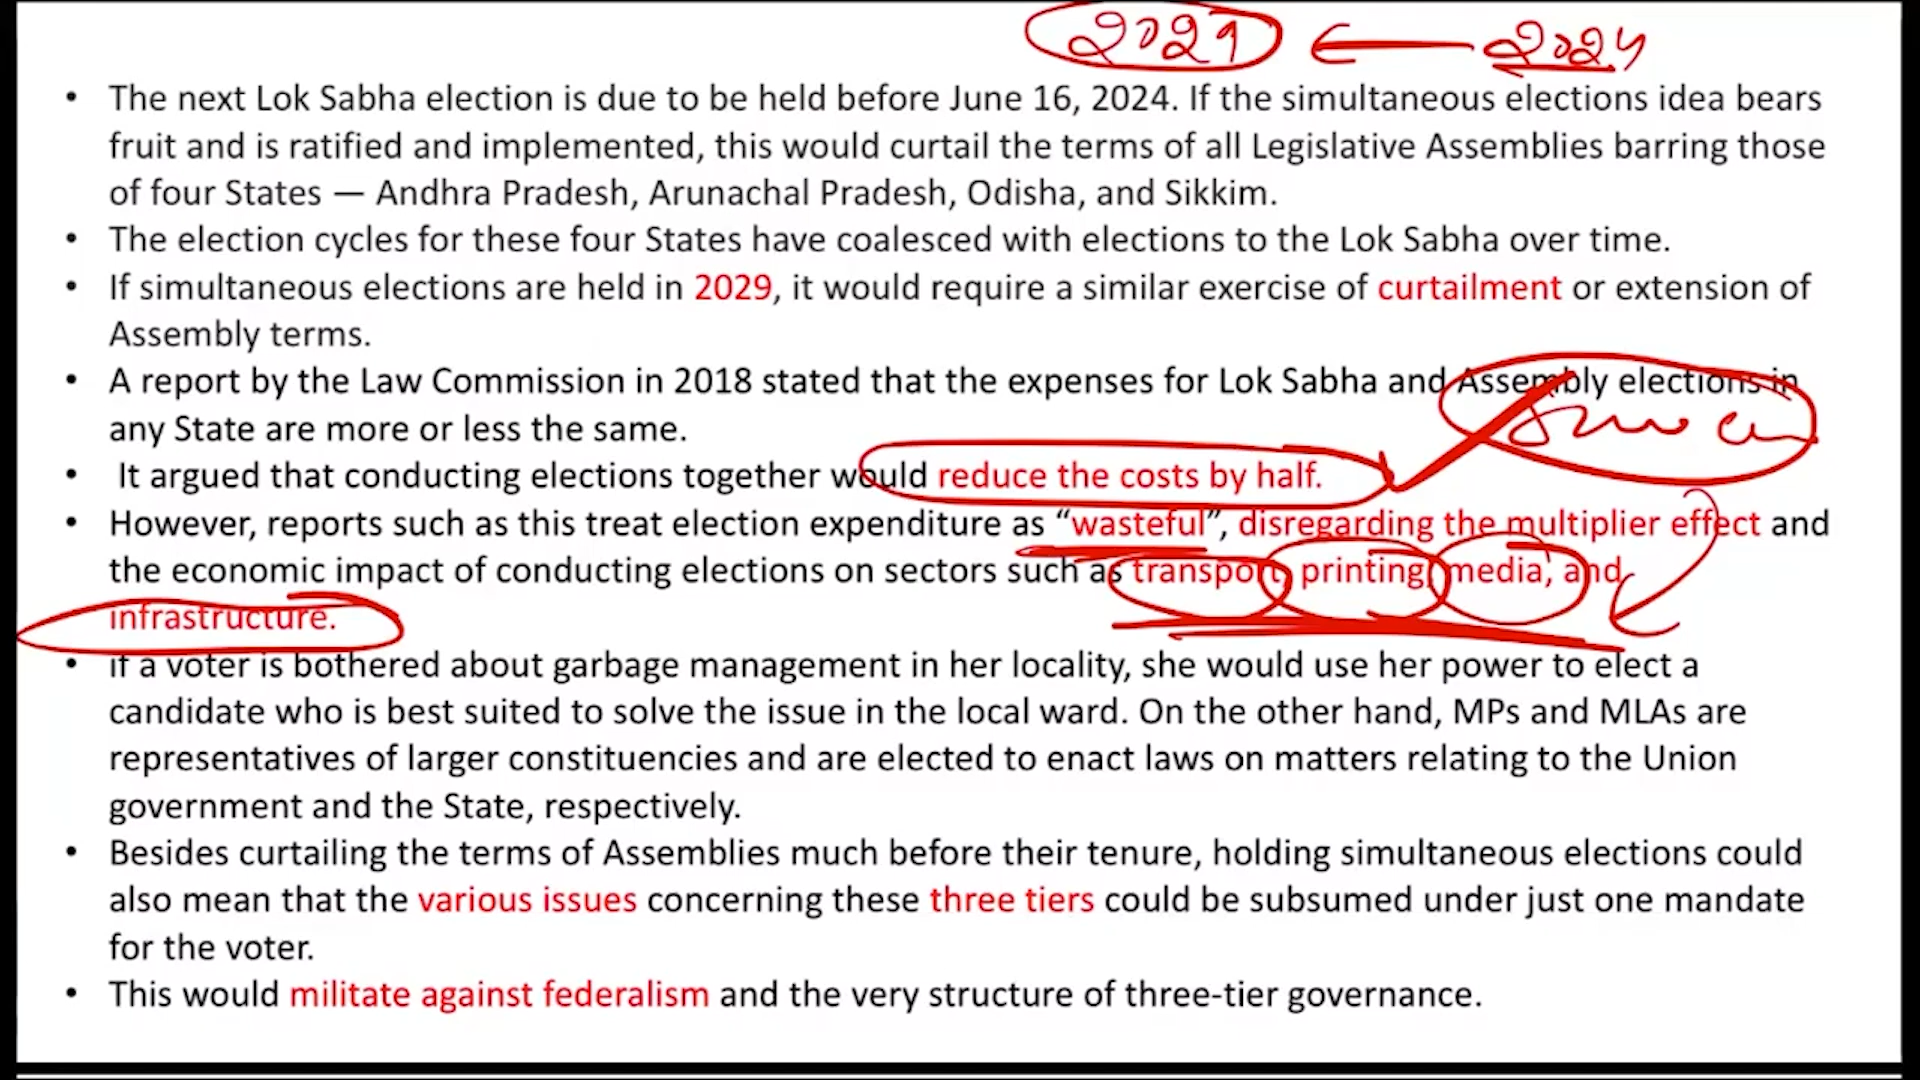 2029 2024
• The next Lok Sabha election is due to be held before June 16, 2024. If the simultaneous elections idea bears
fruit and is ratified and implemented, this would curtail the terms of all Legislative Assemblies barring those
of four States — Andhra Pradesh, Arunachal Pradesh, Odisha, and Sikkim.
• The election cycles for these four States have coalesced with elections to the Lok Sabha over time.
• If simultaneous elections are held in 2029, it would require a similar exercise of curtailment or extension of
Assembly terms.
• A report by the Law Commission in 2018 stated that the expenses for Lok Sabha and Assembly elections in
any State are more or less the same.
• It argued that conducting elections together would reduce the costs by half.
• However, reports such as this treat election expenditure as “wasteful”, disregarding the multiplier effect and
the economic impact of conducting elections on sectors such as transport, printing, media, and
infrastructure.
• if a voter is bothered about garbage management in her locality, she would use her power to elect a
candidate who is best suited to solve the issue in the local ward. On the other hand, MPs and MLAs are
representatives of larger constituencies and are elected to enact laws on matters relating to the Union
government and the State, respectively.
• Besides curtailing the terms of Assemblies much before their tenure, holding simultaneous elections could
also mean that the various issues concerning these three tiers could be subsumed under just one mandate
for the voter.
• This would militate against federalism and the very structure of three-tier governance.